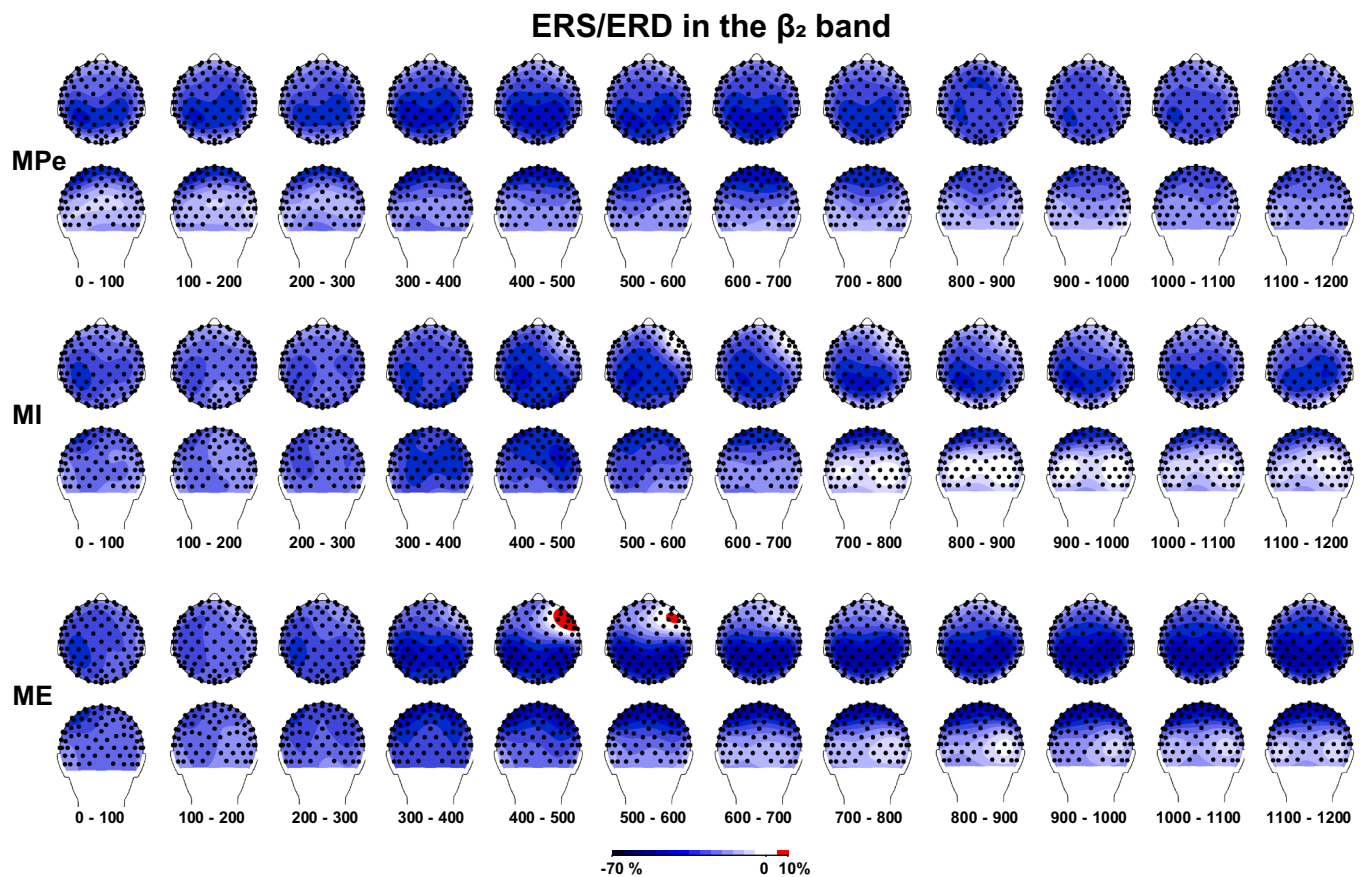 ERS/ERD in the β₂ band
MPe
0 - 100 100 - 200 200 - 300 300 - 400 400 - 500 500 - 600 600 - 700 700 - 800 800 - 900 900 - 1000 1000 - 1100 1100 - 1200
MI
0 - 100 100 - 200 200 - 300 300 - 400 400 - 500 500 - 600 600 - 700 700 - 800 800 - 900 900 - 1000 1000 - 1100 1100 - 1200
ME
0 - 100 100 - 200 200 - 300 300 - 400 400 - 500 500 - 600 600 - 700 700 - 800 800 - 900 900 - 1000 1000 - 1100 1100 - 1200
-70 % 0 10%